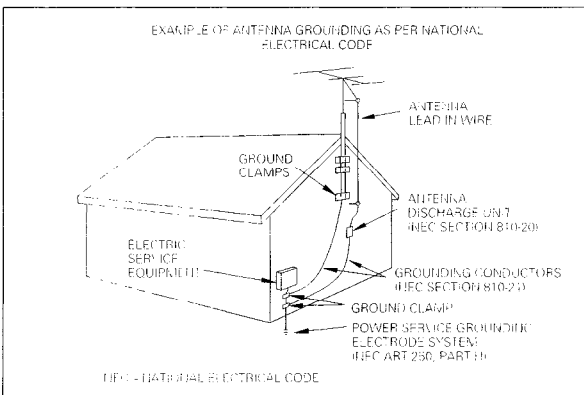 EXAMPLE OF ANTENNA GROUNDING AS PER NATIONAL
ELECTRICAL CODE
ANTENNA
LEAD IN WIRE
GROUND
CLAMPS
ANTENNA
DISCHARGE UNIT
(NEC SECTION 810-20)
ELECTRIC
SERVICE
EQUIPMENT
GROUNDING CONDUCTORS
(NEC SECTION 810-21)
GROUND CLAMP
POWER SERVICE GROUNDING
ELECTRODE SYSTEM
(NEC ART 250, PART H)
NEC - NATIONAL ELECTRICAL CODE